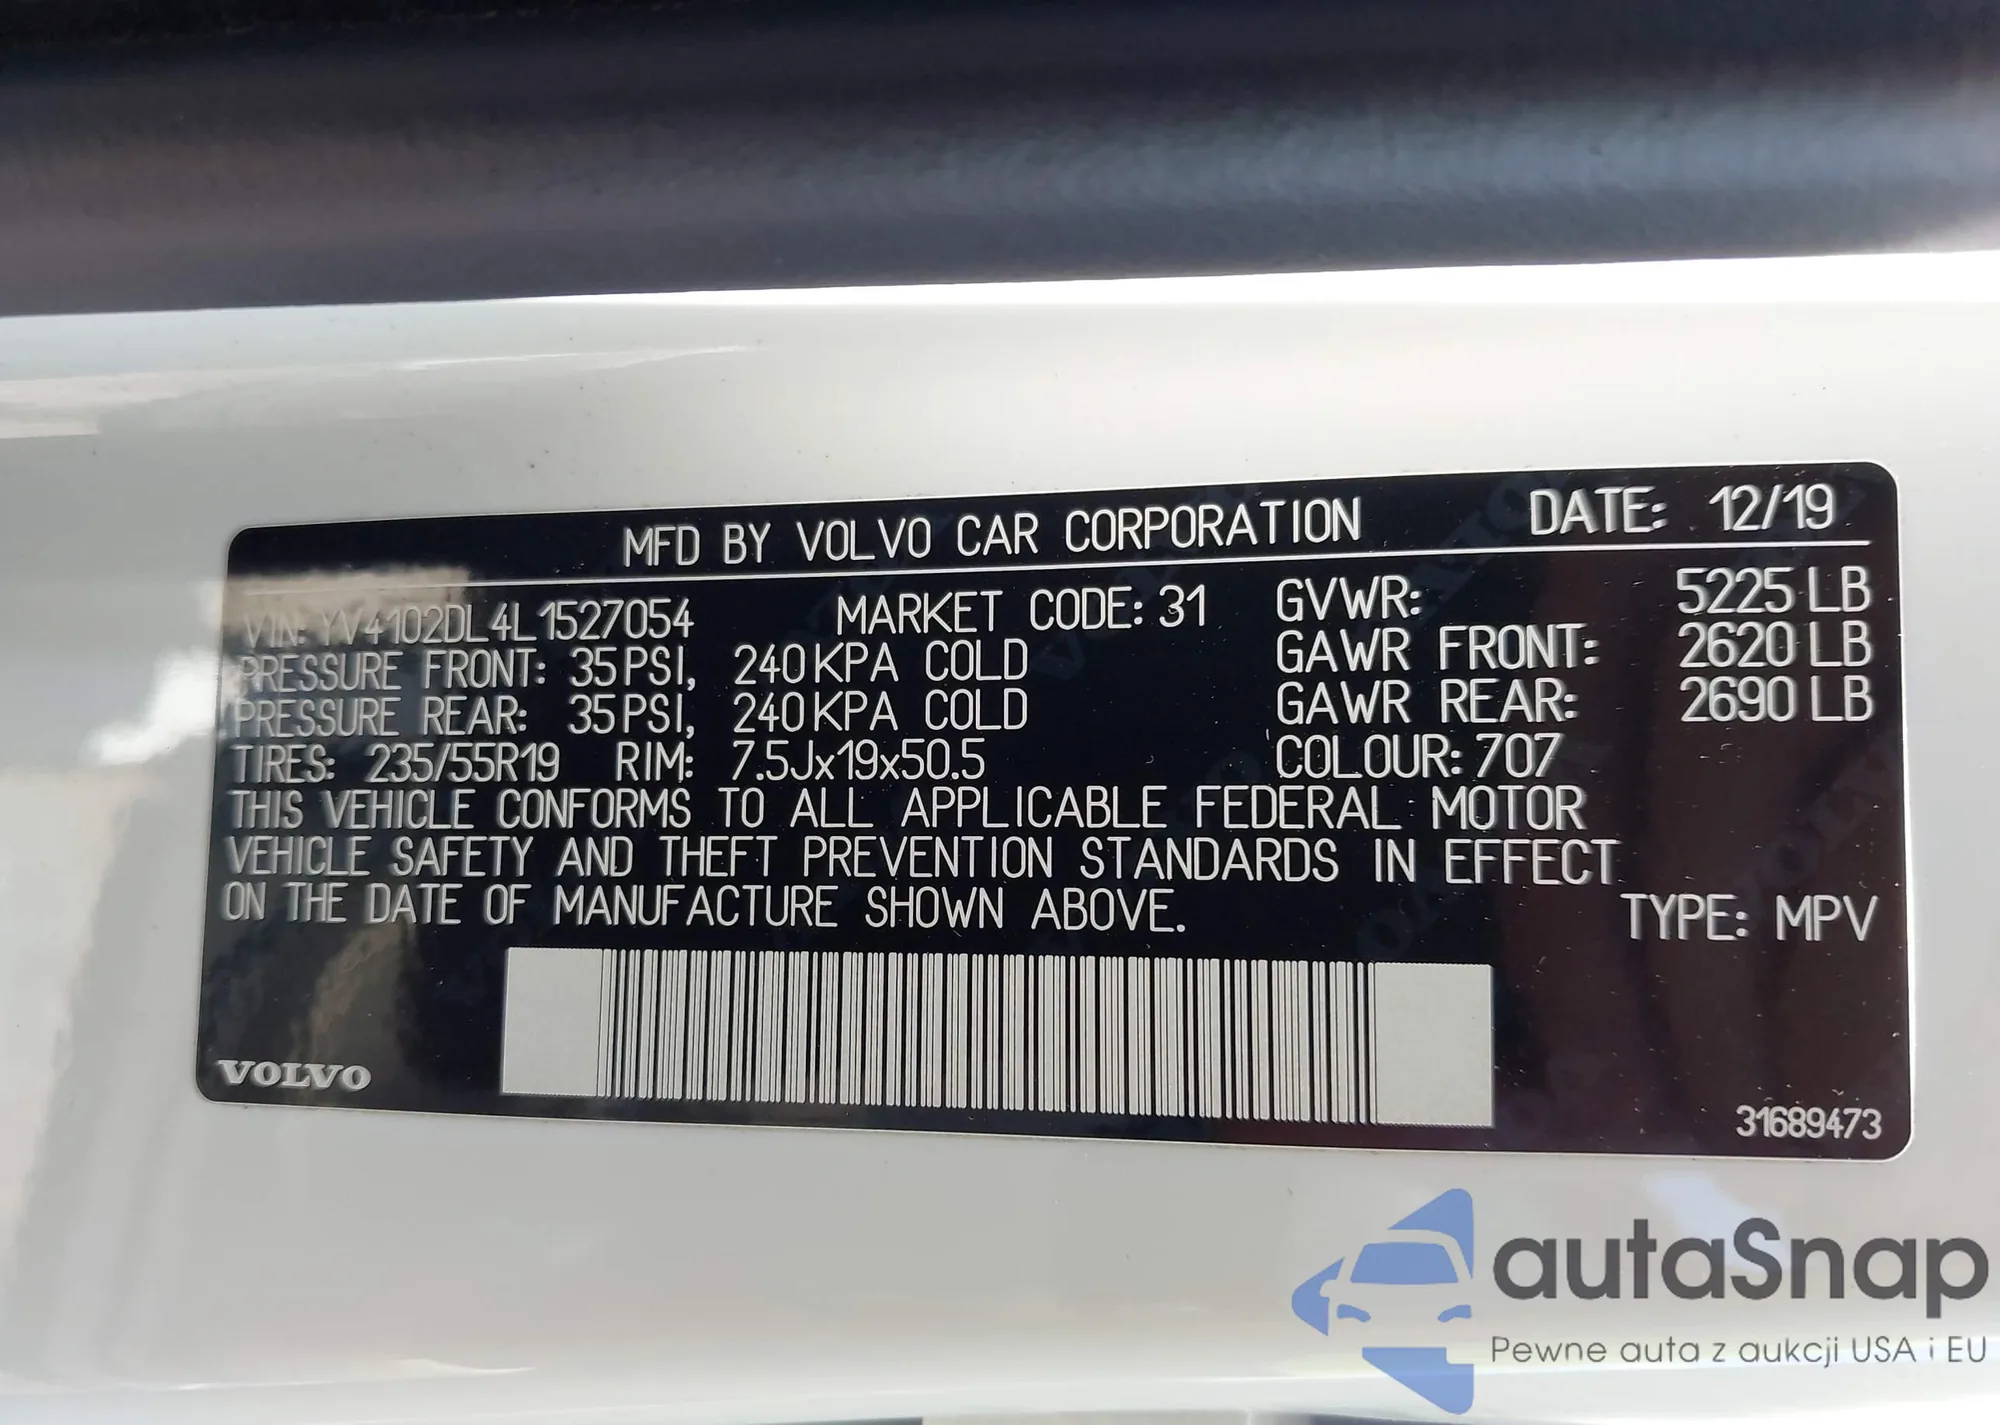 MFD BY VOLVO CAR CORPORATION DATE: 12/19
VIN: YV4102DL4L1527054 MARKET CODE: 31 GVWR: 5225 LB
PRESSURE FRONT: 35 PSI, 240 KPA COLD GAWR FRONT: 2620 LB
PRESSURE REAR: 35 PSI, 240 KPA COLD GAWR REAR: 2690 LB
TIRES: 235/55R19 RIM: 7.5Jx19x50.5 COLOUR: 707
THIS VEHICLE CONFORMS TO ALL APPLICABLE FEDERAL MOTOR
VEHICLE SAFETY AND THEFT PREVENTION STANDARDS IN EFFECT
ON THE DATE OF MANUFACTURE SHOWN ABOVE. TYPE: MPV
VOLVO
31689473
autaSnap
Pewne auta z aukcji USA i EU